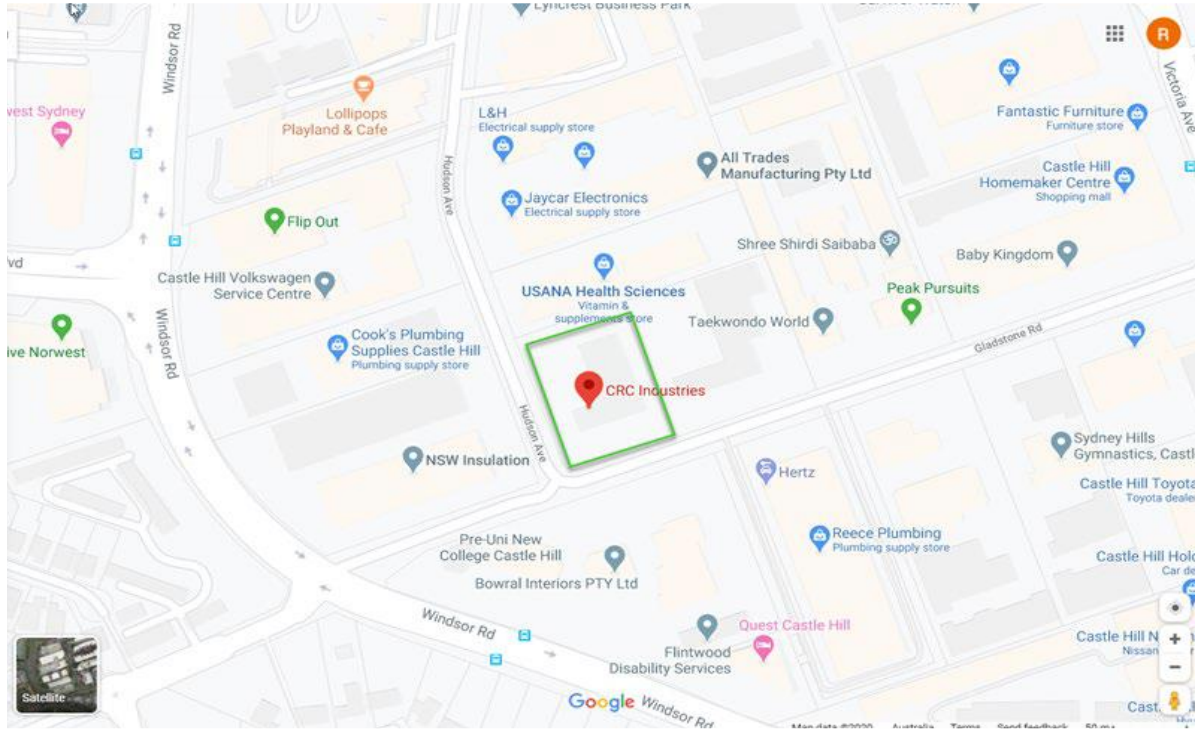 Lyncrest Business Park
Windsor Rd
R
Victoria Ave
west Sydney
Lollipops
Playland & Cafe
L&H
Electrical supply store
Fantastic Furniture
Furniture store
Hudson Ave
All Trades
Manufacturing Pty Ltd
Castle Hill
Homemaker Centre
Shopping mall
Jaycar Electronics
Electrical supply store
Flip Out
Shree Shirdi Saibaba
Baby Kingdom
vd
Castle Hill Volkswagen
Service Centre
USANA Health Sciences
Vitamin &
supplements store
Peak Pursuits
Taekwondo World
Windsor Rd
Cook's Plumbing
Supplies Castle Hill
Plumbing supply store
Gladstone Rd
ive Norwest
CRC Industries
Hudson Ave
NSW Insulation
Sydney Hills
Gymnastics, Castl
Hertz
Castle Hill Toyota
Toyota deale
Reece Plumbing
Plumbing supply store
Pre-Uni New
College Castle Hill
Bowral Interiors PTY Ltd
Castle Hill Hold
Car de
Windsor Rd
Quest Castle Hill
Flintwood
Disability Services
Castle Hill N
Nissan
Satellite
Google
Windsor Rd
Cast
Map data ©2020 Australia Terms Send feedback 50 m